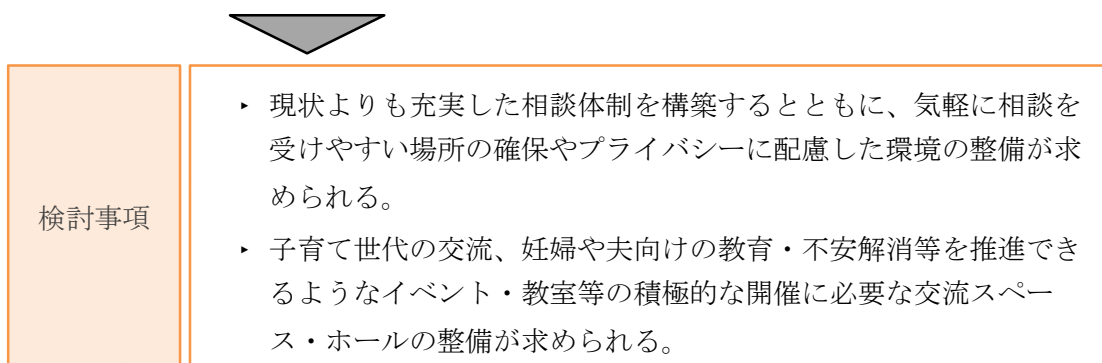 検討事項
‣ 現状よりも充実した相談体制を構築するとともに、気軽に相談を
受けやすい場所の確保やプライバシーに配慮した環境の整備が求
められる。
‣ 子育て世代の交流、妊婦や夫向けの教育・不安解消等を推進でき
るようなイベント・教室等の積極的な開催に必要な交流スペー
ス・ホールの整備が求められる。